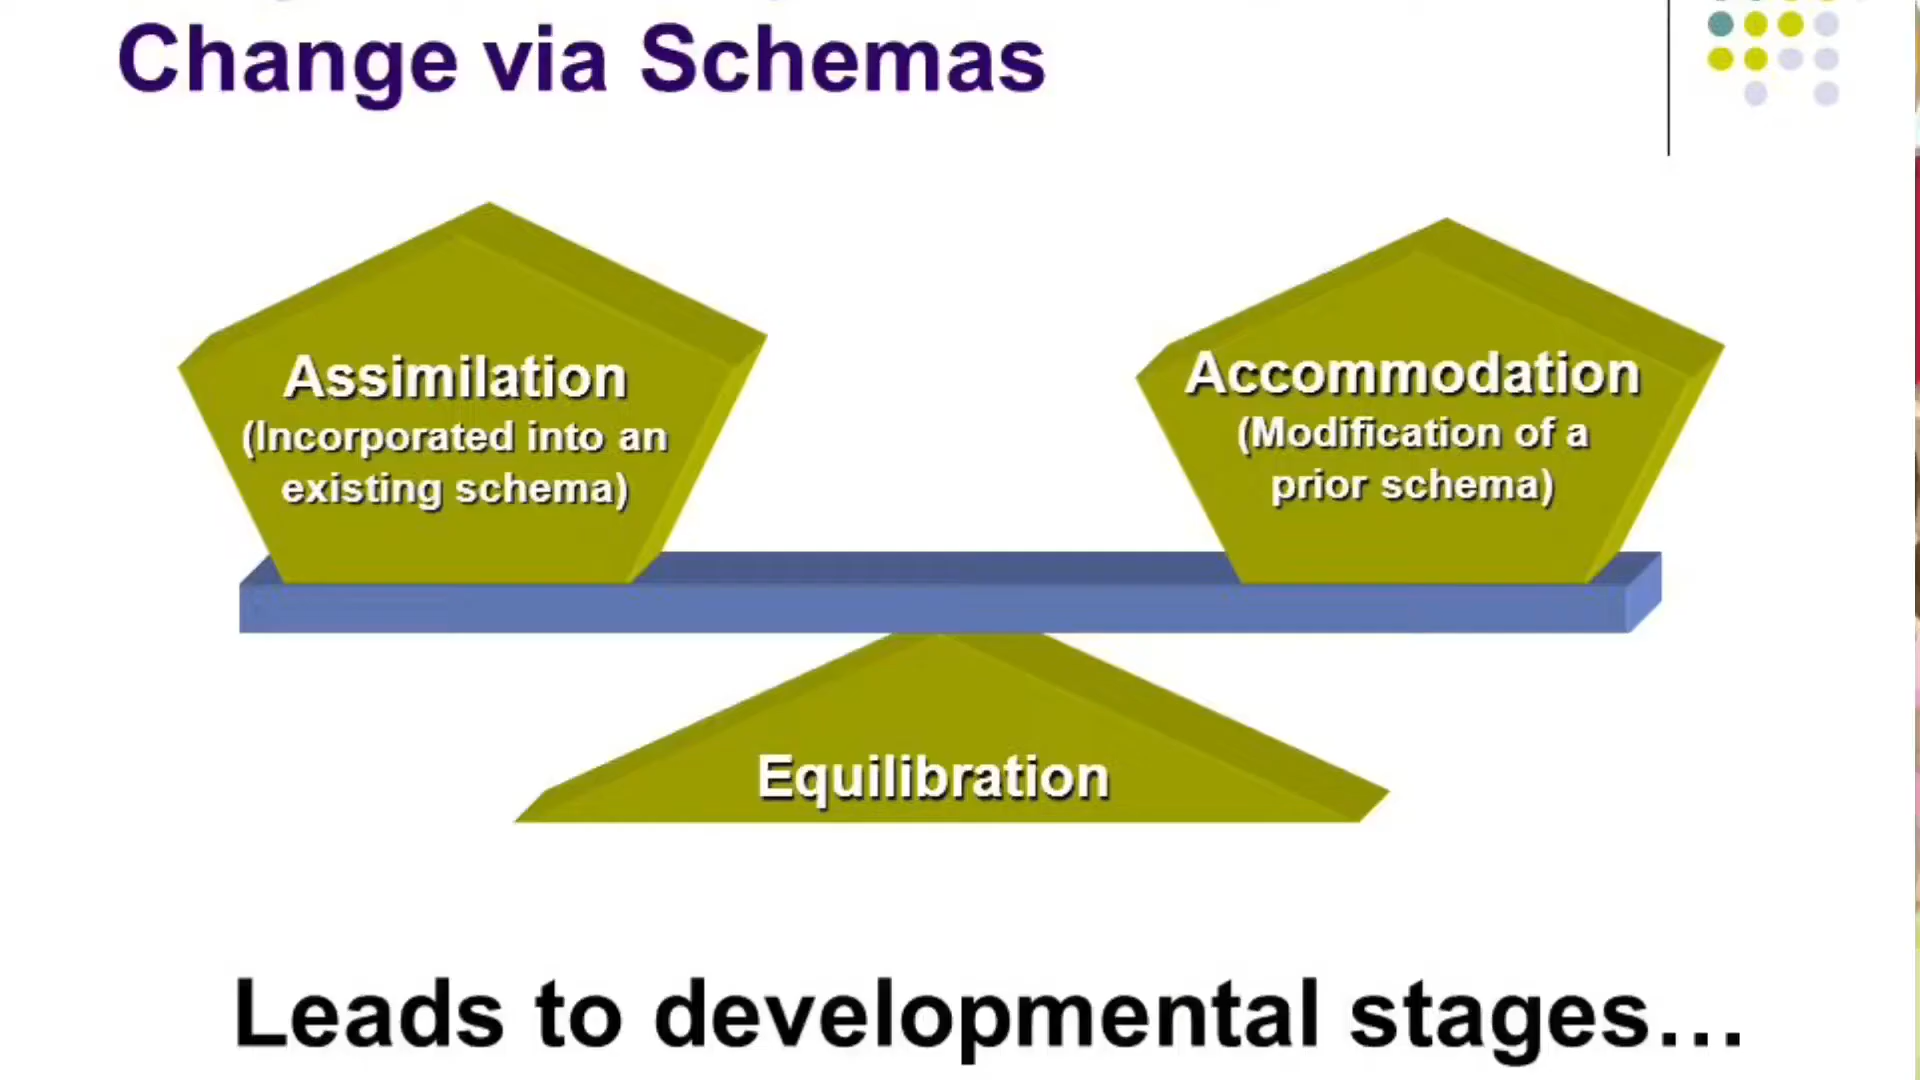 Change via Schemas
Assimilation
(Incorporated into an
existing schema)
Accommodation
(Modification of a
prior schema)
Equilibration
Leads to developmental stages…